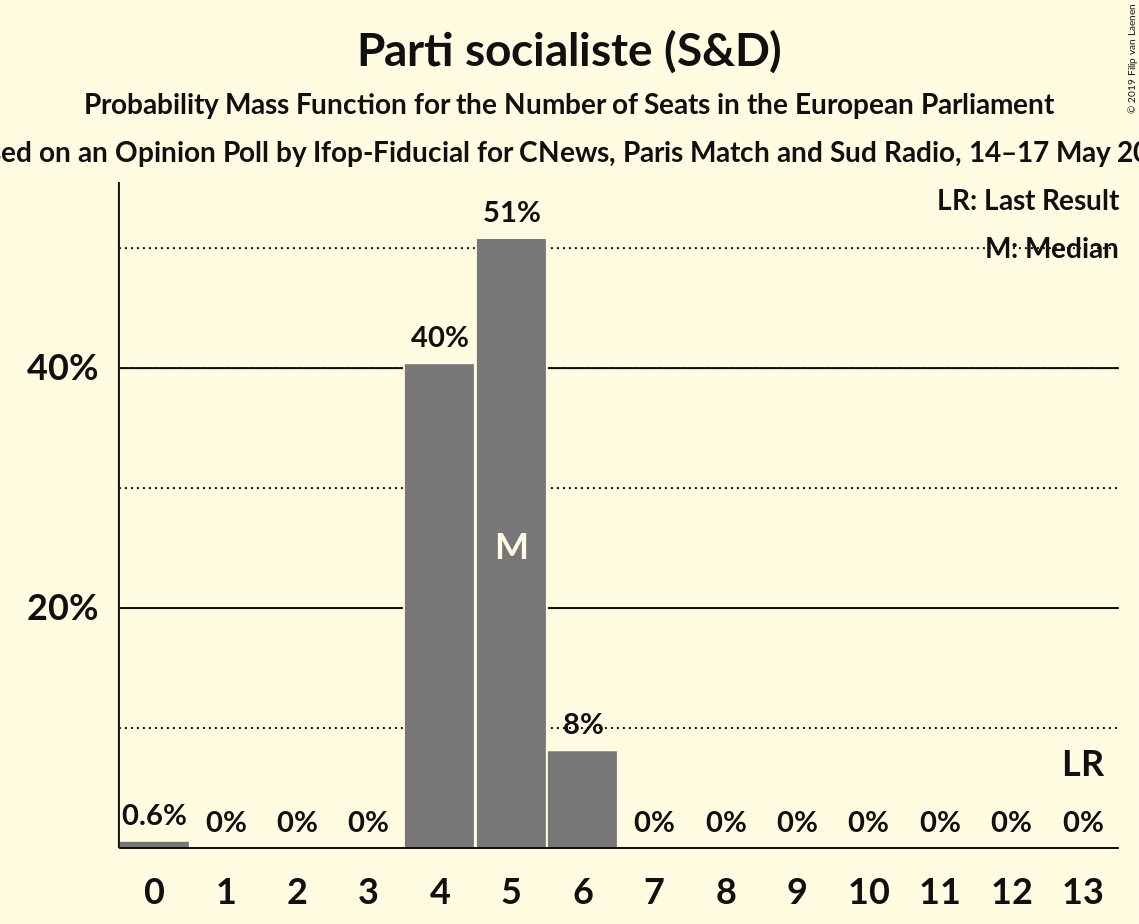 Parti socialiste (S&D)
Probability Mass Function for the Number of Seats in the European Parliament
on an Opinion Poll by Ifop-Fiducial for CNews, Paris Match and Sud Radio, 14–17 May
© 2019 Filip van Laenen
LR: Last Result
M: Median
51%
40%
40%
M
20%
8%
LR
0.6%
0%
0%
0%
0%
0%
0%
0%
0%
0%
0%
0 1 2 3 4 5 6 7 8 9 10 11 12 13